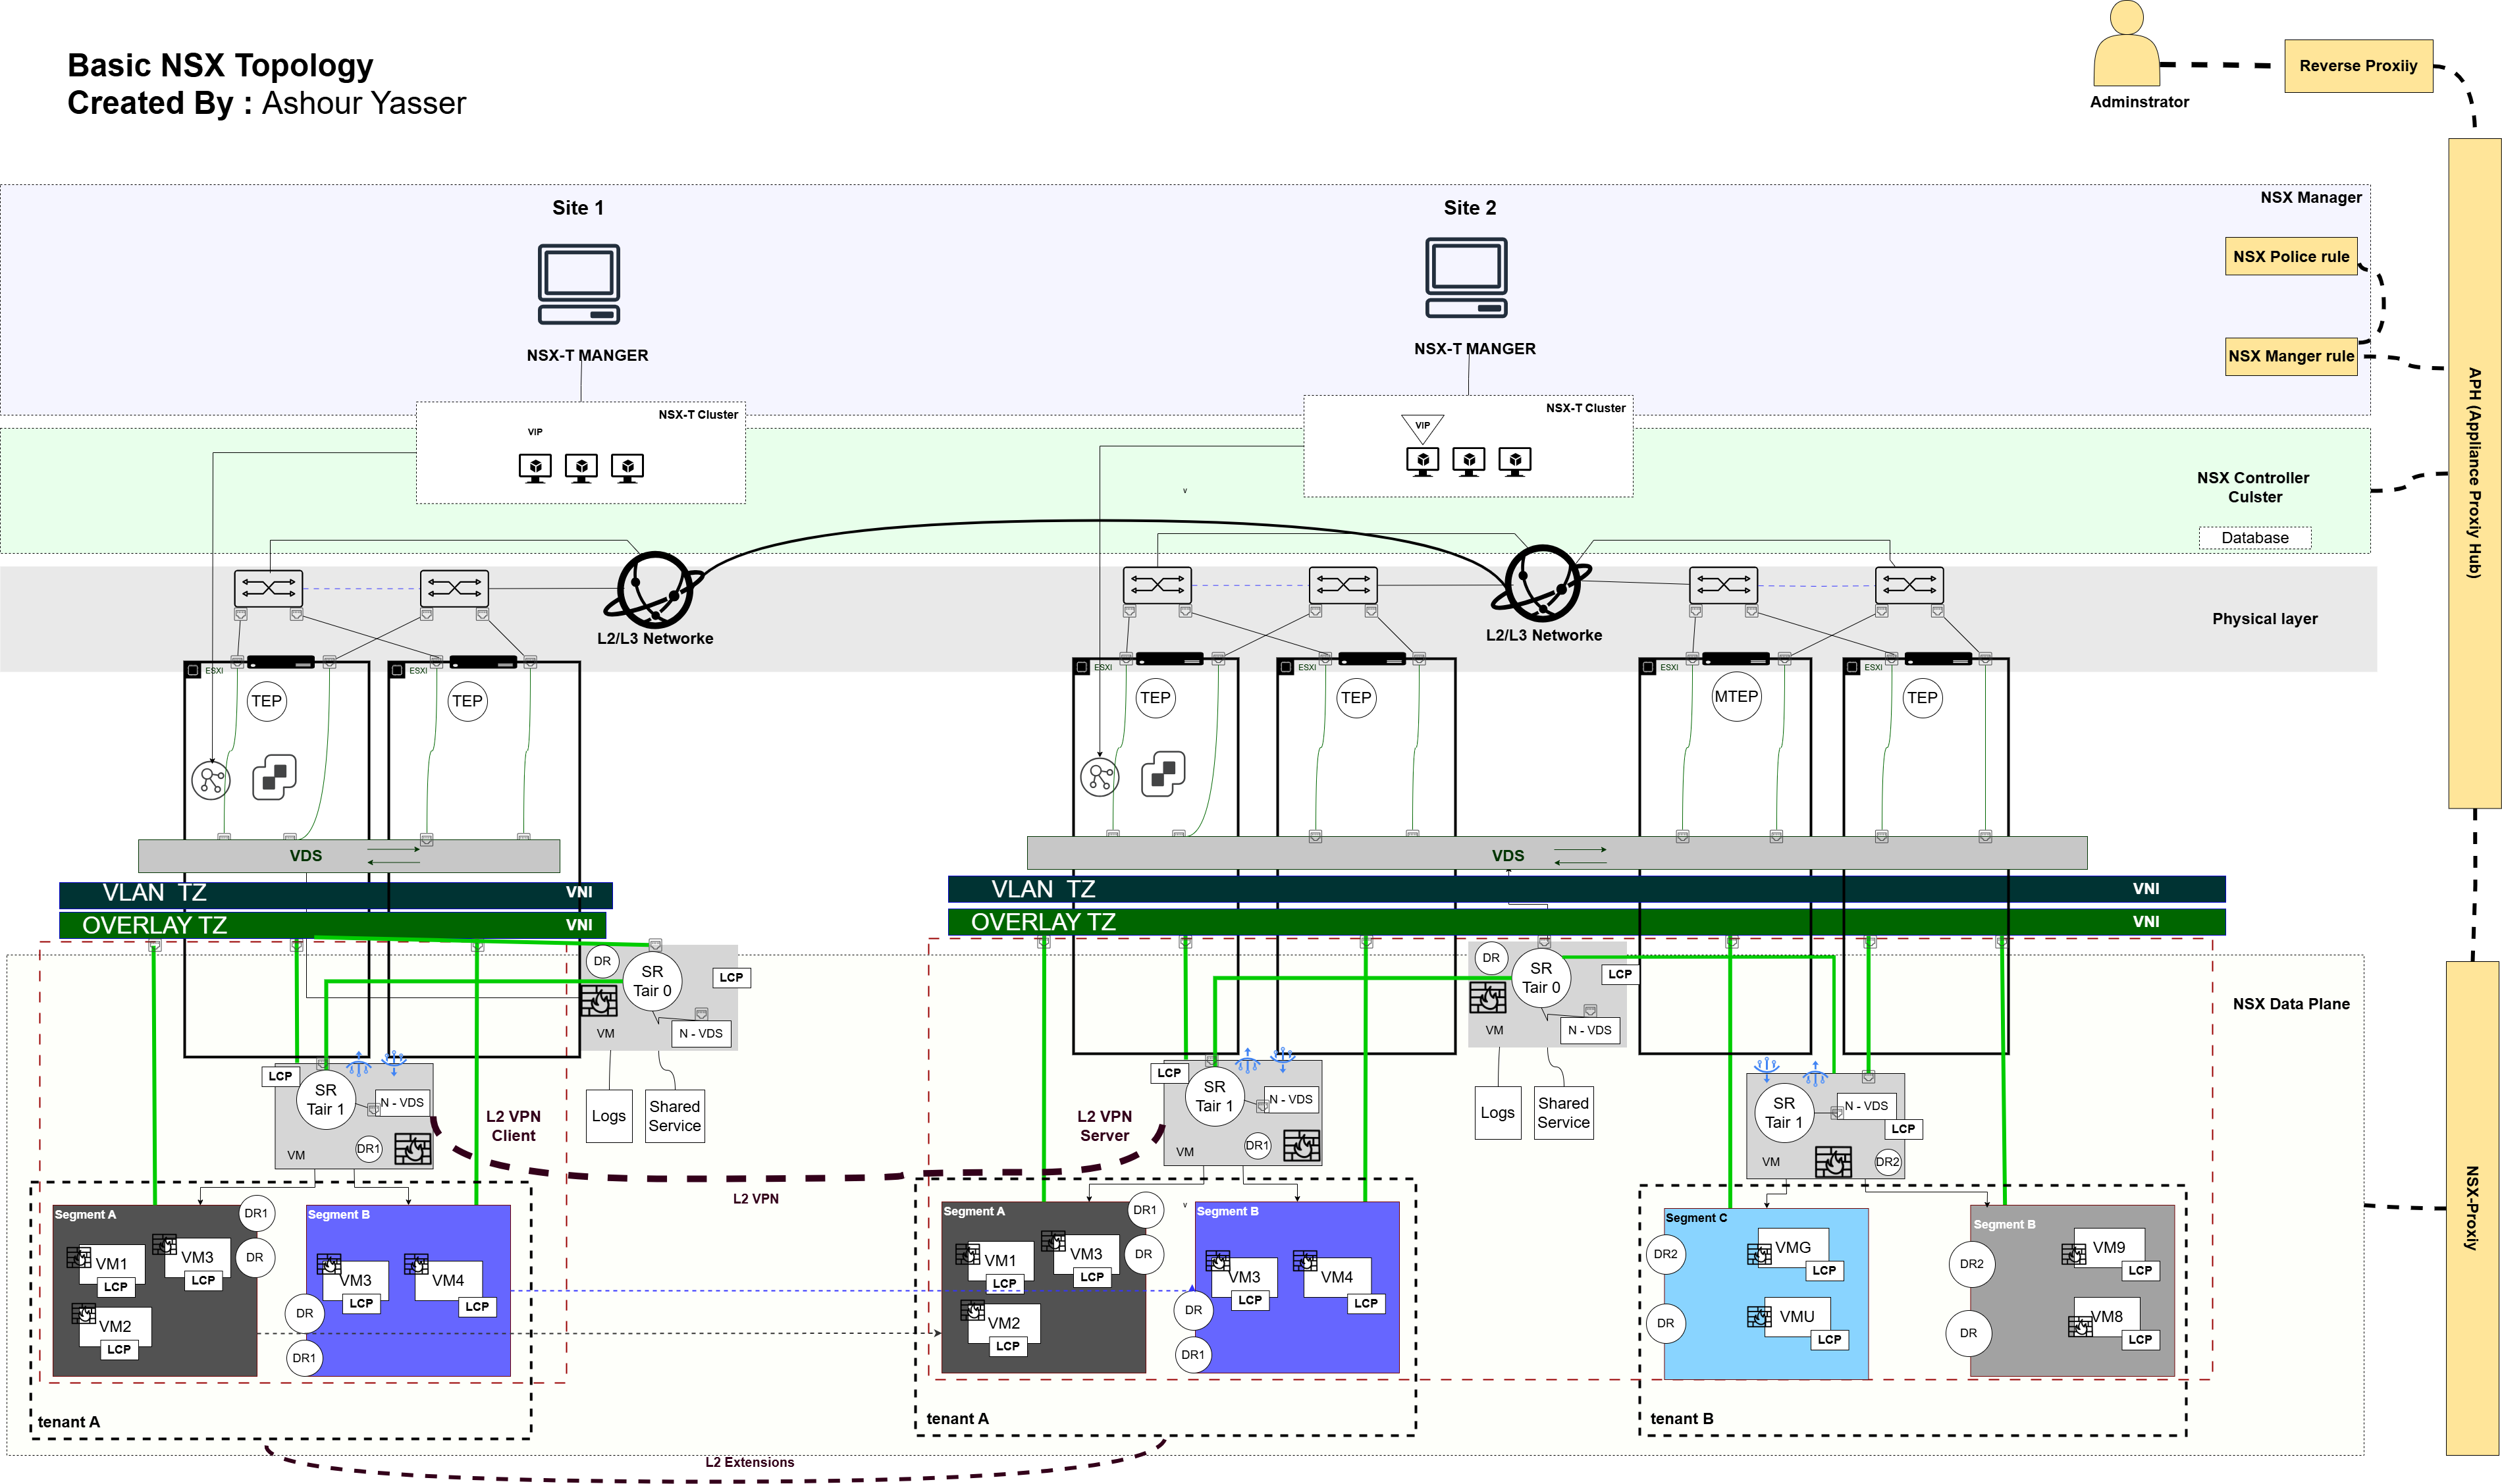 Basic NSX Topology
Created By : Ashour Yasser
Adminstrator
Reverse Proxiiy
APH (Appliance Proxiy Hub)
NSX-Proxiy
Site 1
Site 2
NSX Manager
NSX Police rule
NSX Manger rule
NSX-T MANGER
NSX-T MANGER
NSX-T Cluster
VIP
NSX-T Cluster
VIP
v
NSX Controller
Culster
Database
L2/L3 Networke
L2/L3 Networke
Physical layer
ESXI
ESXI
ESXI
ESXI
ESXI
ESXI
TEP
TEP
TEP
TEP
MTEP
TEP
VDS
VDS
VLAN TZ
VNI
VLAN TZ
VNI
OVERLAY TZ
VNI
OVERLAY TZ
VNI
DR
SR
Tair 0
LCP
VM
N - VDS
Logs
Shared
Service
DR
SR
Tair 0
LCP
VM
N - VDS
Logs
Shared
Service
NSX Data Plane
LCP
SR
Tair 1
N - VDS
VM
DR1
L2 VPN
Client
L2 VPN
Server
L2 VPN
LCP
SR
Tair 1
N - VDS
VM
DR1
SR
Tair 1
N - VDS
LCP
VM
DR2
Segment A
DR1
DR
VM1
LCP
VM3
LCP
VM2
LCP
Segment B
VM3
LCP
VM4
LCP
DR
DR1
tenant A
Segment A
DR1
DR
VM1
LCP
VM3
LCP
VM2
LCP
v
Segment B
VM3
LCP
VM4
LCP
DR
DR1
tenant A
Segment C
DR2
DR
VMG
LCP
VMU
LCP
Segment B
DR2
DR
VM9
LCP
VM8
LCP
tenant B
L2 Extensions